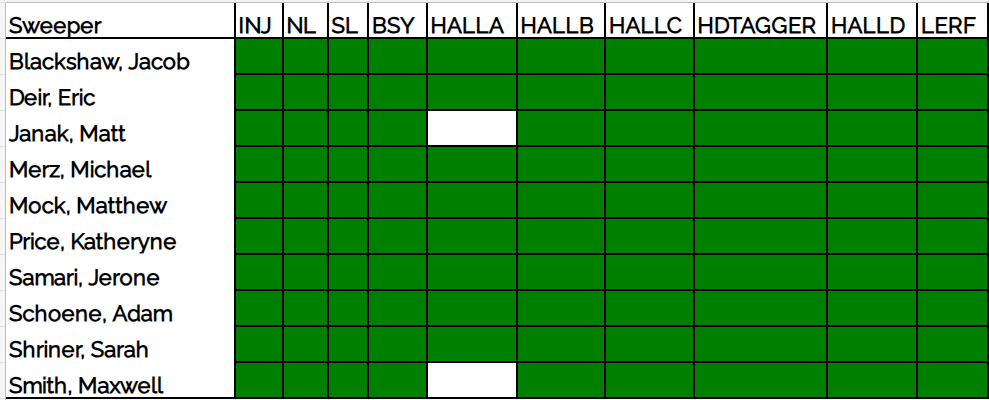 Sweeper INJ NL SL BSY HALLA HALLB HALLC HDTAGGER HALLD LERF
Blackshaw, Jacob
Deir, Eric
Janak, Matt
Merz, Michael
Mock, Matthew
Price, Katheryne
Samari, Jerone
Schoene, Adam
Shriner, Sarah
Smith, Maxwell